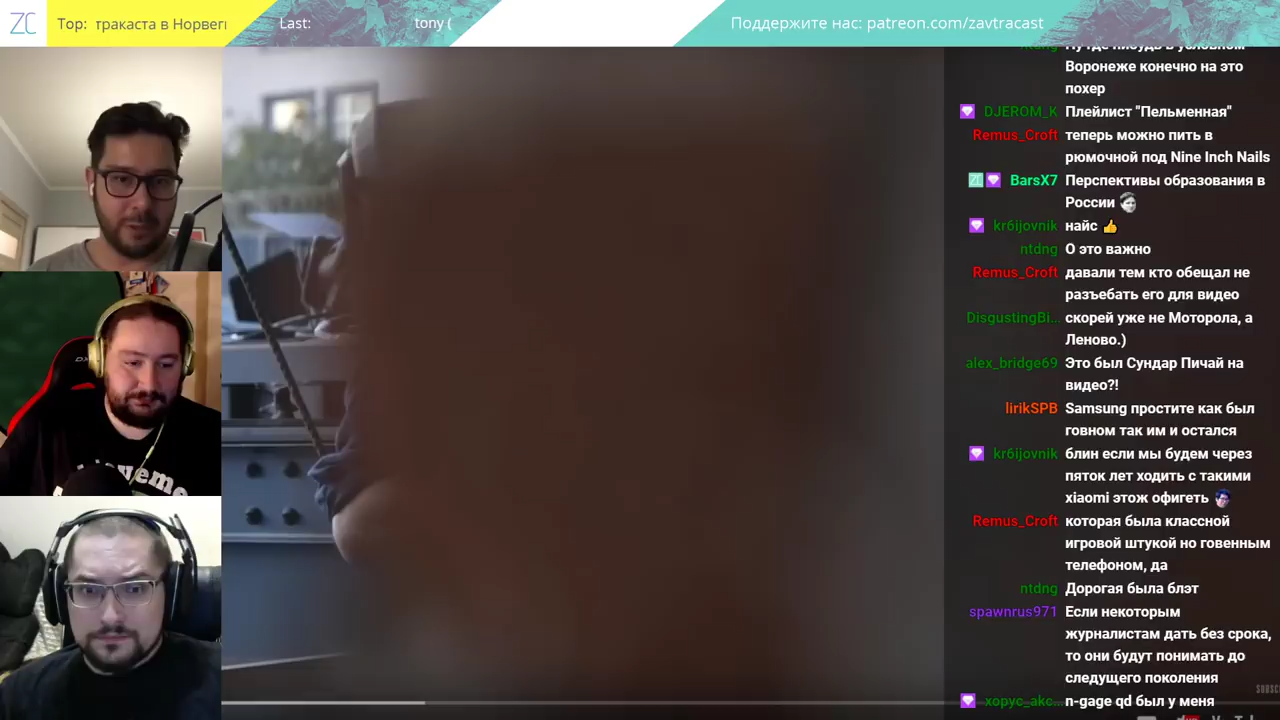 ZC
Top: тракаста в Норвеги
Last:
tony (
Поддержите нас: patreon.com/zavtracast
ntdng Ну где нибудь в условном
Воронеже конечно на это
похер
DJEROM_K Плейлист "Пельменная"
Remus_Croft теперь можно пить в
рюмочной под Nine Inch Nails
BarsX7 Перспективы образования в
России
kr6ijovnik найс 👍
ntdng О это важно
Remus_Croft давали тем кто обещал не
разъебать его для видео
DisgustingBi... скорей уже не Моторола, а
Леново.)
alex_bridge69 Это был Сундар Пичай на
видео?!
lirikSPB Samsung простите как был
говном так им и остался
kr6ijovnik блин если мы будем через
пяток лет ходить с такими
xiaomi этож офигеть
Remus_Croft которая была классной
игровой штукой но говенным
телефоном, да
ntdng Дорогая была блэт
spawnrus971 Если некоторым
журналистам дать без срока,
то они будут понимать до
следущего поколения
хорус_akc... n-gage qd был у меня